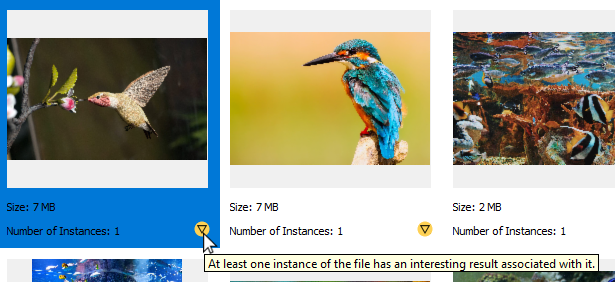 Size: 7 MB
Number of Instances: 1
Size: 7 MB
Number of Instances: 1
Size: 2 MB
Number of Instances: 1
At least one instance of the file has an interesting result associated with it.